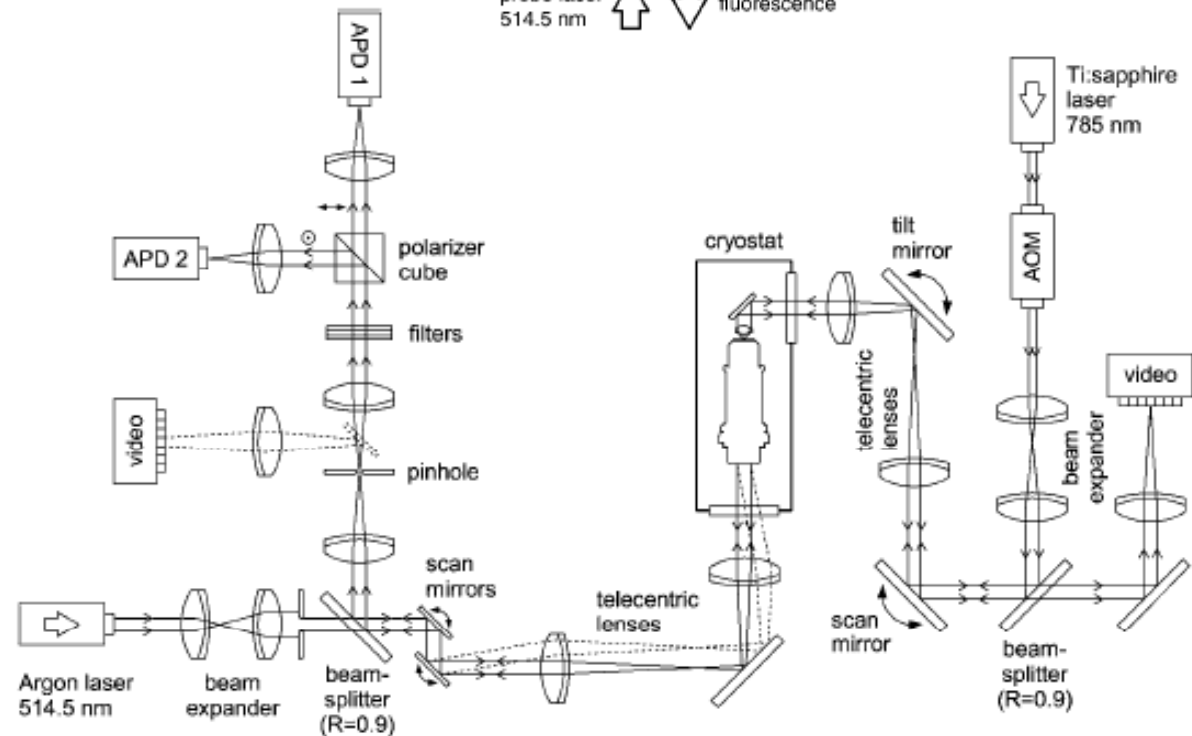 probe laser
514.5 nm
fluorescence
APD 1
Ti:sapphire
laser
785 nm
APD 2
polarizer
cube
cryostat
tilt
mirror
AOM
filters
video
telecentric
lenses
beam
expander
video
pinhole
scan
mirrors
telecentric
lenses
scan
mirror
beam-
splitter
(R=0.9)
Argon laser
514.5 nm
beam
expander
beam-
splitter
(R=0.9)